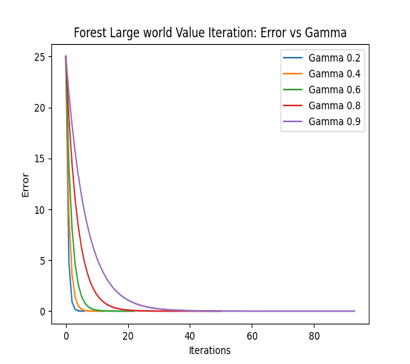 Forest Large world Value Iteration: Error vs Gamma
Gamma 0.2
Gamma 0.4
Gamma 0.6
Gamma 0.8
Gamma 0.9
Error
25
20
15
10
5
0
0 20 40 60 80
Iterations